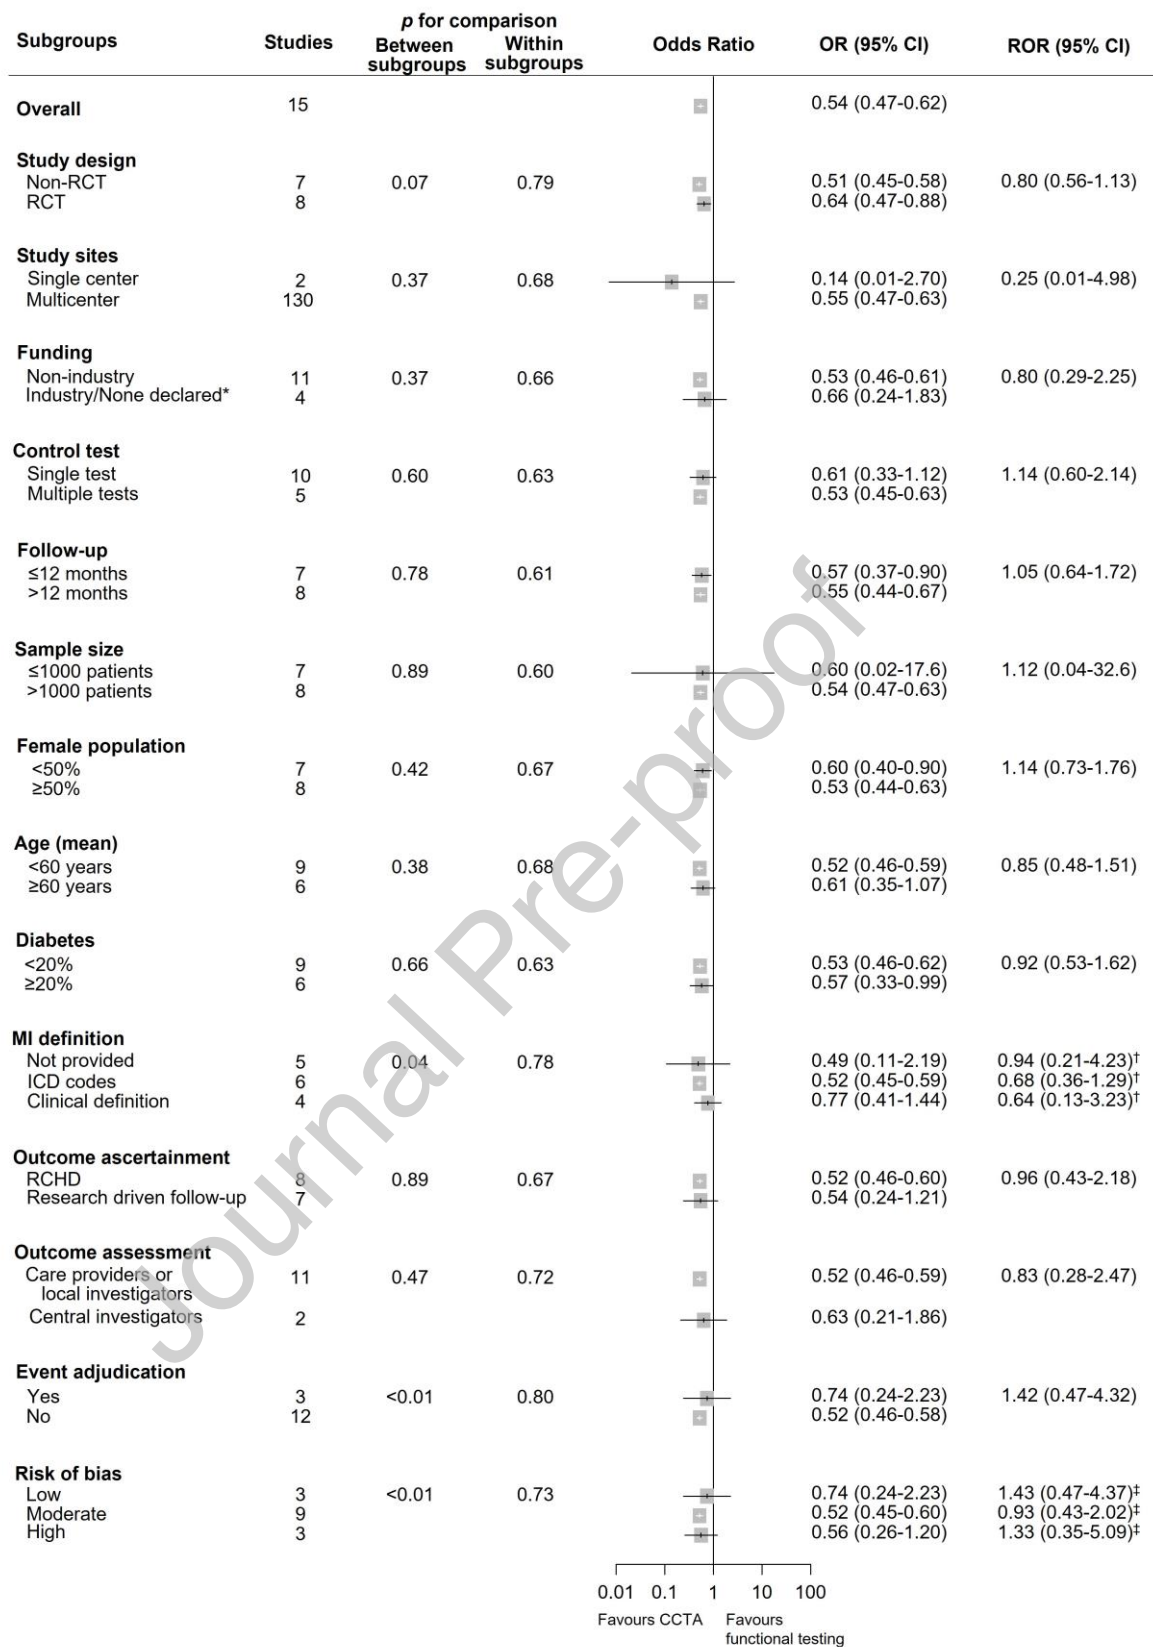 p for comparison
Subgroups Studies Between subgroups Within subgroups Odds Ratio OR (95% CI) ROR (95% CI)
Overall 15 0.54 (0.47-0.62)
Study design
Non-RCT 7 0.07 0.79 0.51 (0.45-0.58) 0.80 (0.56-1.13)
RCT 8 0.64 (0.47-0.88)
Study sites
Single center 2 0.37 0.68 0.14 (0.01-2.70) 0.25 (0.01-4.98)
Multicenter 130 0.55 (0.47-0.63)
Funding
Non-industry 11 0.37 0.66 0.53 (0.46-0.61) 0.80 (0.29-2.25)
Industry/None declared* 4 0.66 (0.24-1.83)
Control test
Single test 10 0.60 0.63 0.61 (0.33-1.12) 1.14 (0.60-2.14)
Multiple tests 5 0.53 (0.45-0.63)
Follow-up
≤12 months 7 0.78 0.61 0.57 (0.37-0.90) 1.05 (0.64-1.72)
>12 months 8 0.55 (0.44-0.67)
Sample size
≤1000 patients 7 0.89 0.60 0.60 (0.02-17.6) 1.12 (0.04-32.6)
>1000 patients 8 0.54 (0.47-0.63)
Female population
<50% 7 0.42 0.67 0.60 (0.40-0.90) 1.14 (0.73-1.76)
≥50% 8 0.53 (0.44-0.63)
Age (mean)
<60 years 9 0.38 0.68 0.52 (0.46-0.59) 0.85 (0.48-1.51)
≥60 years 6 0.61 (0.35-1.07)
Diabetes
<20% 9 0.66 0.63 0.53 (0.46-0.62) 0.92 (0.53-1.62)
≥20% 6 0.57 (0.33-0.99)
MI definition
Not provided 5 0.04 0.78 0.49 (0.11-2.19) 0.94 (0.21-4.23)†
ICD codes 6 0.52 (0.45-0.59) 0.68 (0.36-1.29)†
Clinical definition 4 0.77 (0.41-1.44) 0.64 (0.13-3.23)†
Outcome ascertainment
RCHD 8 0.89 0.67 0.52 (0.46-0.60) 0.96 (0.43-2.18)
Research driven follow-up 7 0.54 (0.24-1.21)
Outcome assessment
Care providers or 11 0.47 0.72 0.52 (0.46-0.59) 0.83 (0.28-2.47)
local investigators
Central investigators 2 0.63 (0.21-1.86)
Event adjudication
Yes 3 <0.01 0.80 0.74 (0.24-2.23) 1.42 (0.47-4.32)
No 12 0.52 (0.46-0.58)
Risk of bias
Low 3 <0.01 0.73 0.74 (0.24-2.23) 1.43 (0.47-4.37)‡
Moderate 9 0.52 (0.45-0.60) 0.93 (0.43-2.02)‡
High 3 0.56 (0.26-1.20) 1.33 (0.35-5.09)‡
0.01 0.1 1 10 100
Favours CCTA Favours
functional testing
Journal Pre-proof